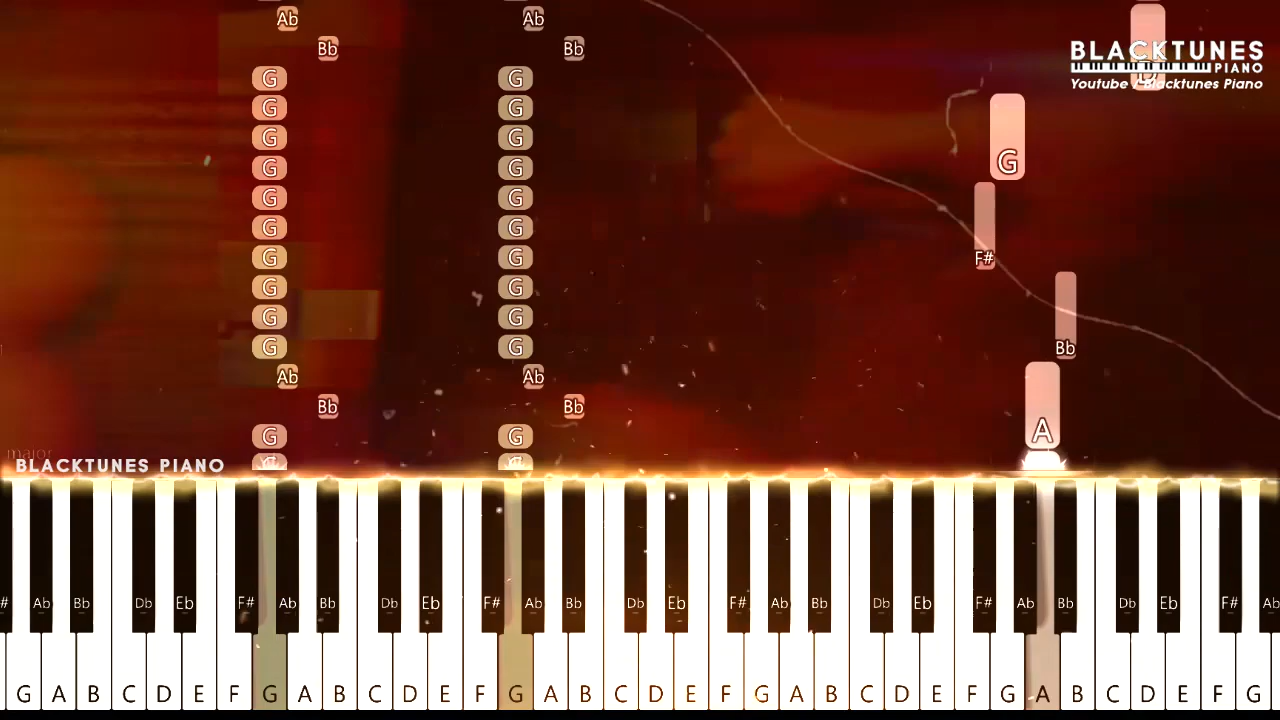 Ab Ab
Bb Bb
BLACKTUNES
PIANO
Youtube / Blacktunes Piano
G G
G G
G G
G G G
G G
G G
G G F#
G G
G G
G G Bb
Ab Ab
Bb Bb
G G A
major
BLACKTUNES PIANO
# Ab Bb Db Eb F# Ab Bb Db Eb F# Ab Bb Db Eb F# Ab Bb Db Eb F# Ab Bb Db Eb F# Ab
G A B C D E F G A B C D E F G A B C D E F G A B C D E F G A B C D E F G